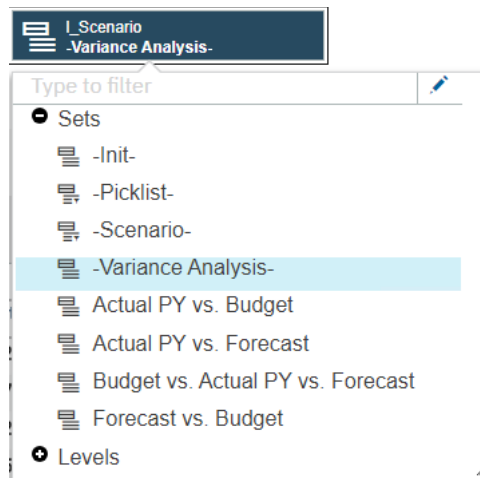 I_Scenario
-Variance Analysis-
Type to filter
Sets
-Init-
-Picklist-
-Scenario-
-Variance Analysis-
Actual PY vs. Budget
Actual PY vs. Forecast
Budget vs. Actual PY vs. Forecast
Forecast vs. Budget
Levels